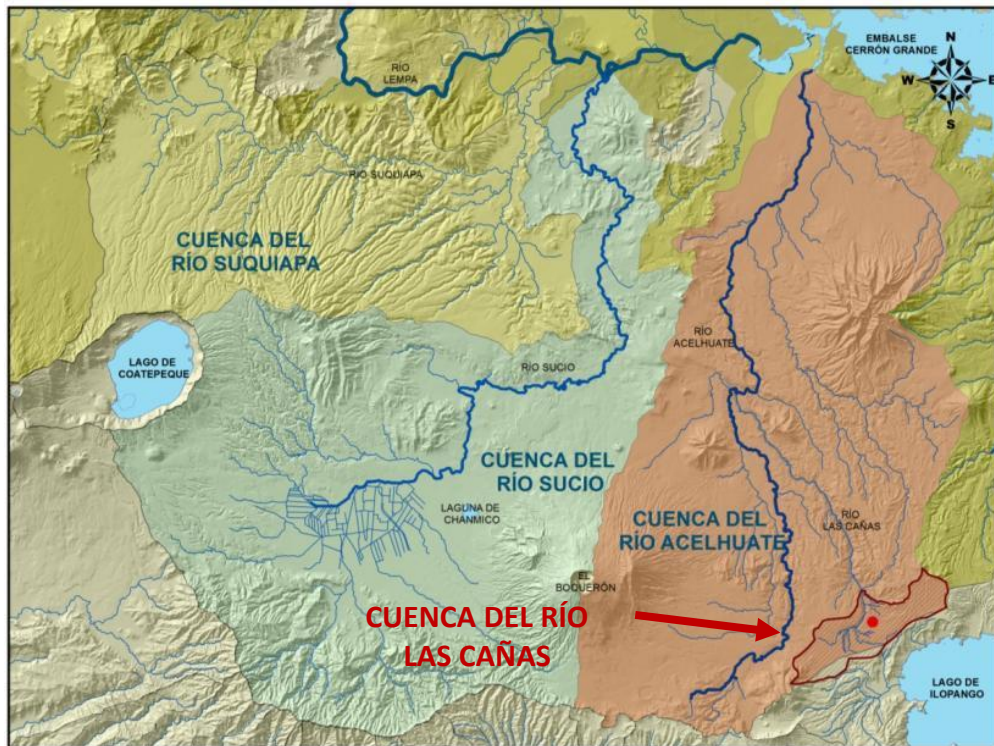 EMBALSE
CERRÓN GRANDE
N
W
E
S
RÍO
LEMPA
RÍO SUQUIAPA
CUENCA DEL
RÍO SUQUIAPA
RÍO
ACELHUATE
LAGO DE
COATEPEQUE
RÍO SUCIO
CUENCA DEL
RÍO SUCIO
LAGUNA DE
CHANMICO
RÍO
LAS CAÑAS
CUENCA DEL
RÍO ACELHUATE
EL
BOQUERÓN
CUENCA DEL RÍO
LAS CAÑAS
LAGO DE
ILOPANGO